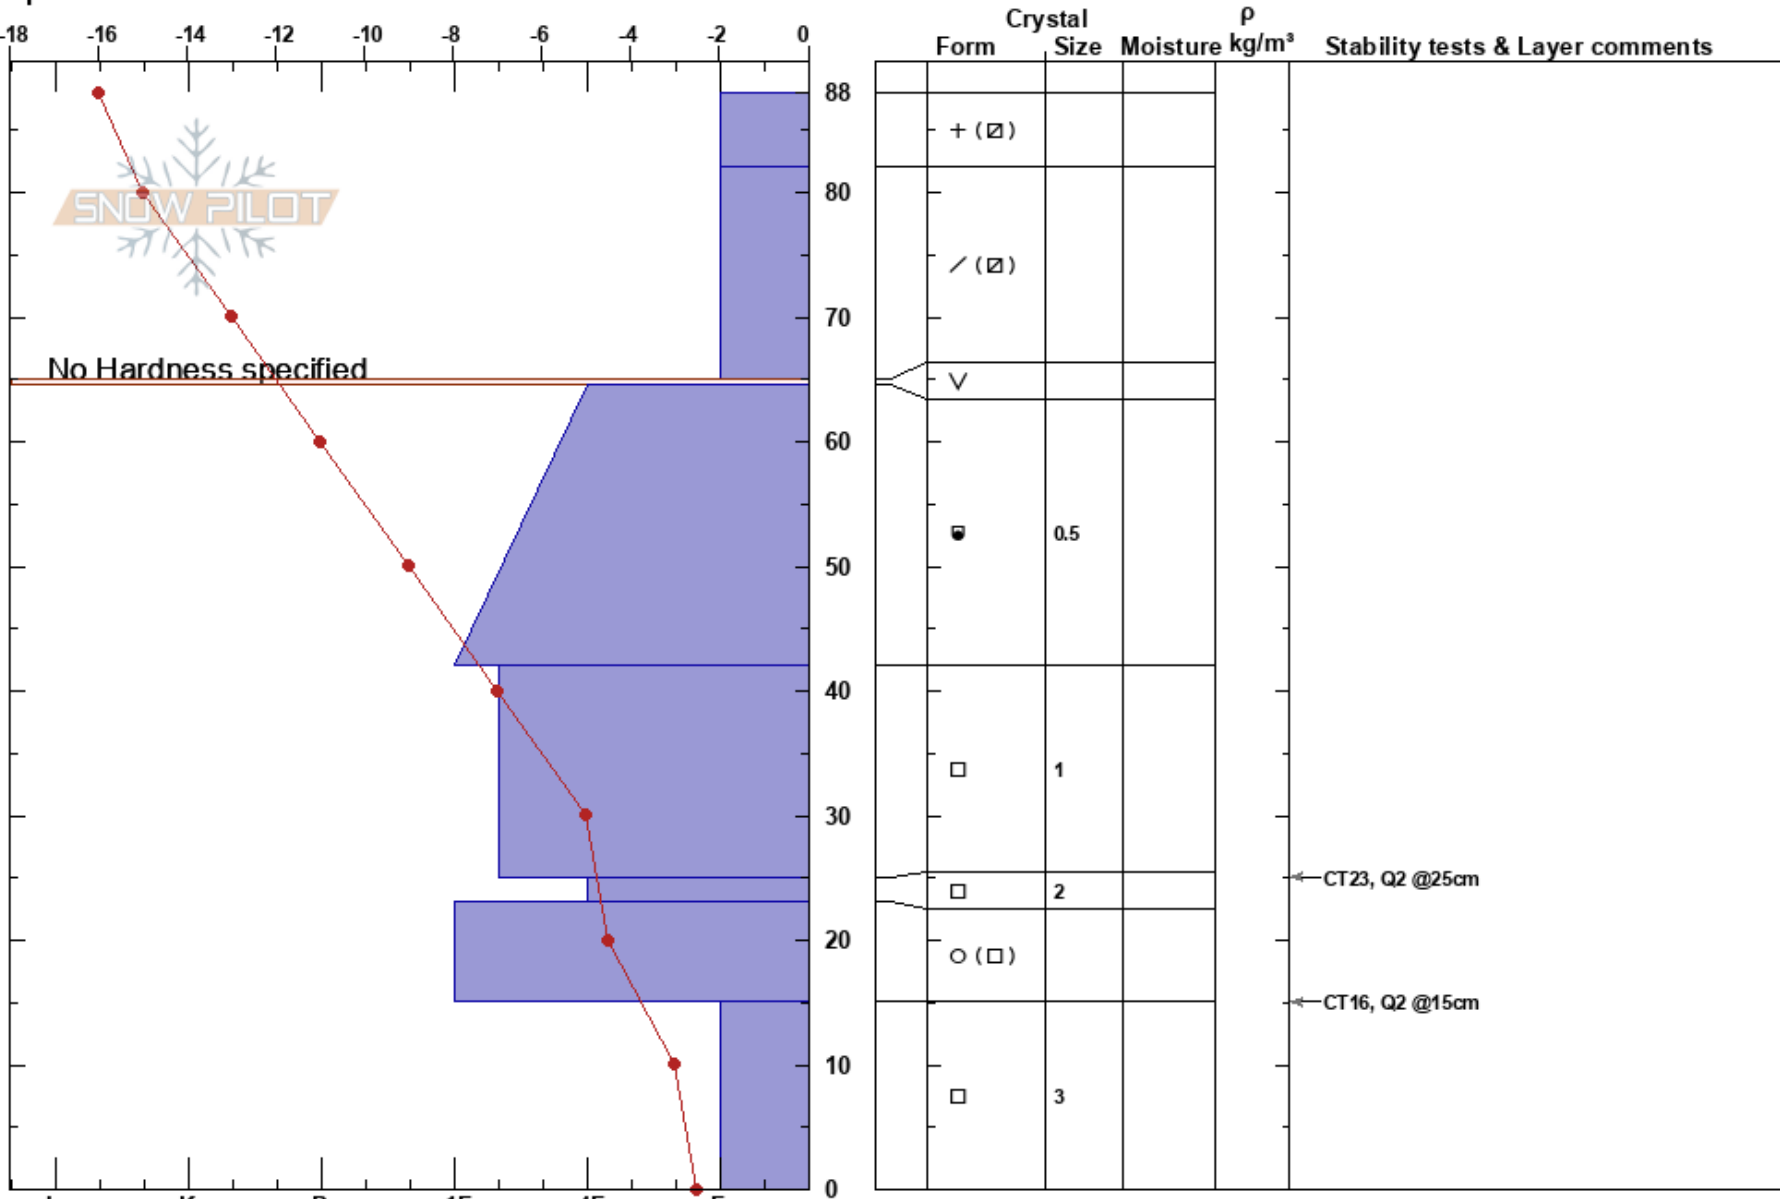 Crystal ρ
-18 -16 -14 -12 -10 -8 -6 -4 -2 0 Form Size Moisture kg/m³ Stability tests & Layer comments
88
+ (☐)
SNOW PILOT
80
/ (☐)
70
No Hardness specified
V
60
0.5
50
40
□ 1
30
CT23, Q2 @25cm
□ 2
20
○ (□)
CT16, Q2 @15cm
10
□ 3
0
I K P 1F 4F F